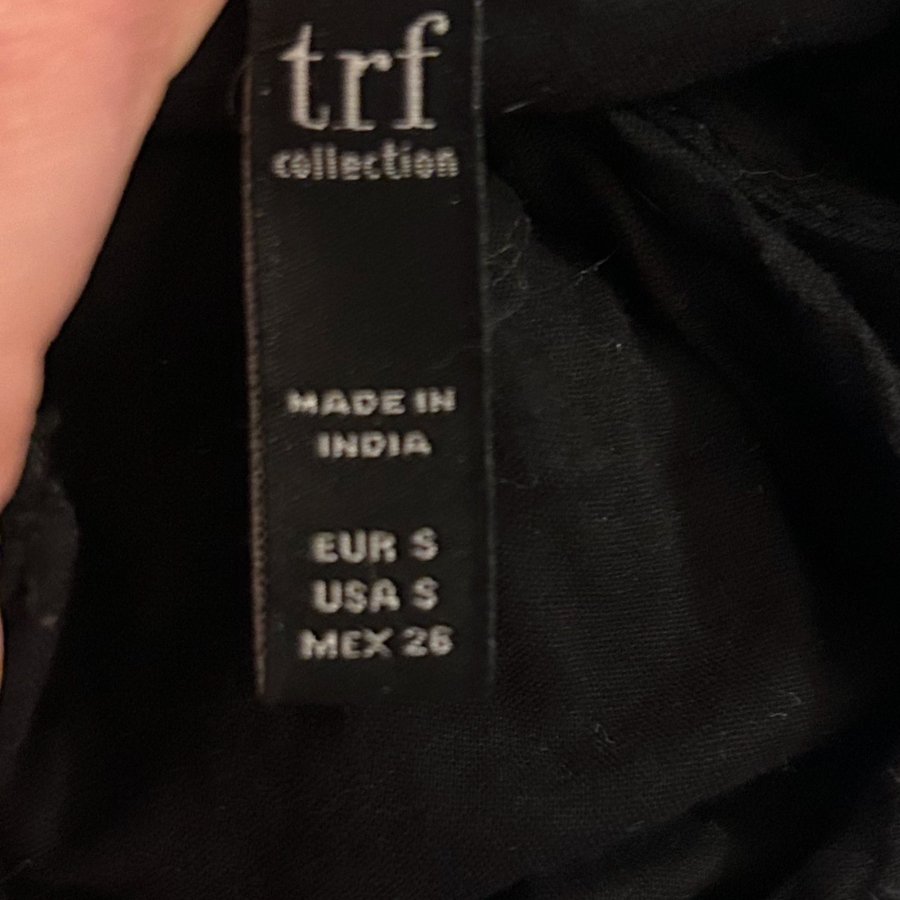 trf
collection
MADE IN
INDIA
EUR S
USA S
MEX 26